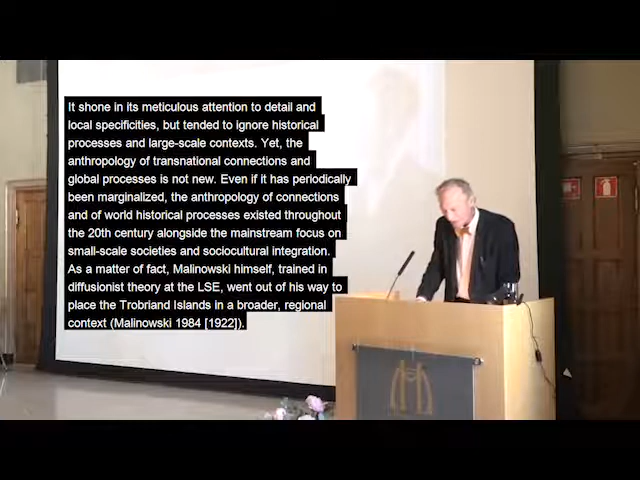 It shone in its meticulous attention to detail and
local specificities, but tended to ignore historical
processes and large-scale contexts. Yet, the
anthropology of transnational connections and
global processes is not new. Even if it has periodically
been marginalized, the anthropology of connections
and of world historical processes existed throughout
the 20th century alongside the mainstream focus on
small-scale societies and sociocultural integration.
As a matter of fact, Malinowski himself, trained in
diffusionist theory at the LSE, went out of his way to
place the Trobriand Islands in a broader, regional
context (Malinowski 1984 [1922]).